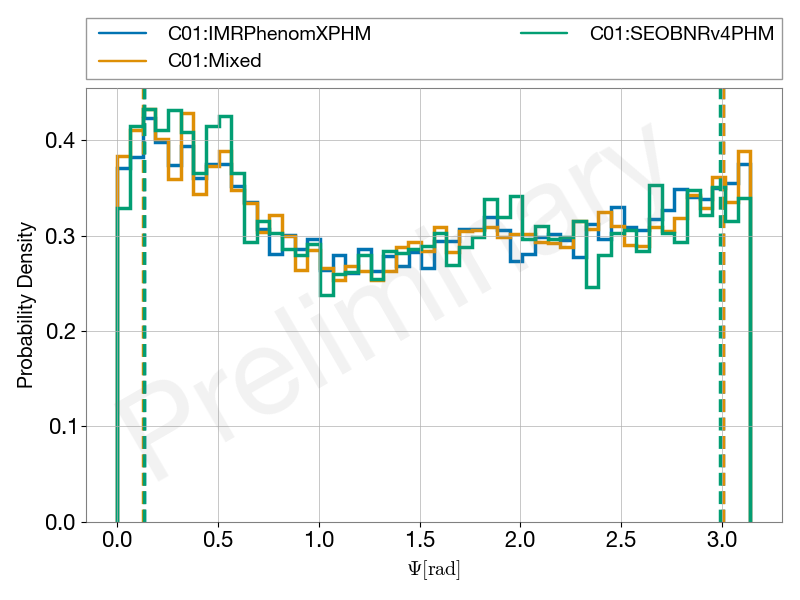 C01:IMRPhenomXPHM
C01:Mixed
C01:SEOBNRv4PHM
Probability Density
0.4
0.3
0.2
0.1
0.0
Preliminary
0.0 0.5 1.0 1.5 2.0 2.5 3.0
Ψ[rad]